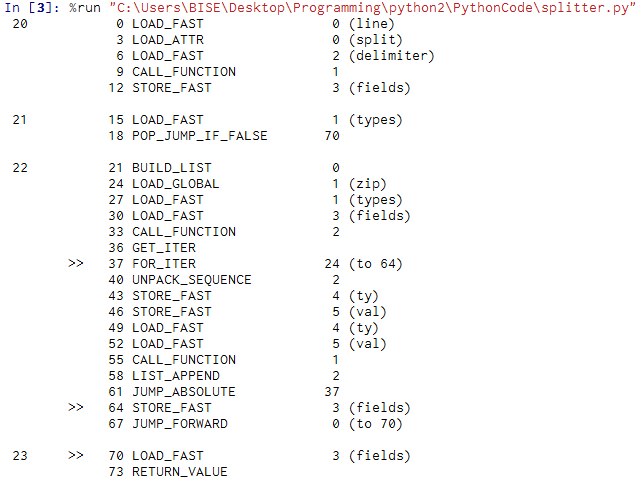 In [3]: %run "C:\Users\BISE\Desktop\Programming\python2\PythonCode\splitter.py"
20 0 LOAD_FAST 0 (line)
3 LOAD_ATTR 0 (split)
6 LOAD_FAST 2 (delimiter)
9 CALL_FUNCTION 1
12 STORE_FAST 3 (fields)
21 15 LOAD_FAST 1 (types)
18 POP_JUMP_IF_FALSE 70
22 21 BUILD_LIST 0
24 LOAD_GLOBAL 1 (zip)
27 LOAD_FAST 1 (types)
30 LOAD_FAST 3 (fields)
33 CALL_FUNCTION 2
36 GET_ITER
>> 37 FOR_ITER 24 (to 64)
40 UNPACK_SEQUENCE 2
43 STORE_FAST 4 (ty)
46 STORE_FAST 5 (val)
49 LOAD_FAST 4 (ty)
52 LOAD_FAST 5 (val)
55 CALL_FUNCTION 1
58 LIST_APPEND 2
61 JUMP_ABSOLUTE 37
>> 64 STORE_FAST 3 (fields)
67 JUMP_FORWARD 0 (to 70)
23 >> 70 LOAD_FAST 3 (fields)
73 RETURN_VALUE